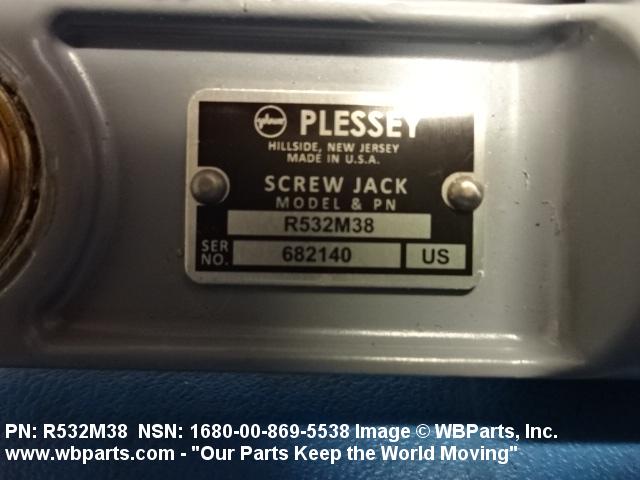 PLESSEY
HILLSIDE, NEW JERSEY
MADE IN U.S.A.
SCREW JACK
MODEL & PN
R532M38
SER NO. 682140 US
PN: R532M38 NSN: 1680-00-869-5538 Image © WBParts, Inc.
www.wbparts.com - "Our Parts Keep the World Moving"